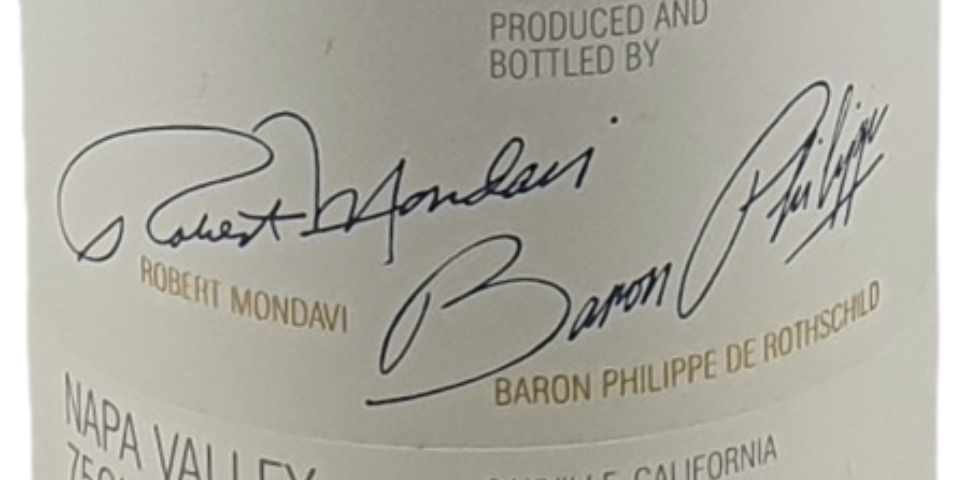 PRODUCED AND
BOTTLED BY
Robert Mondavi
ROBERT MONDAVI
Baron Philippe
BARON PHILIPPE DE ROTHSCHILD
NAPA VALLEY
CALIFORNIA